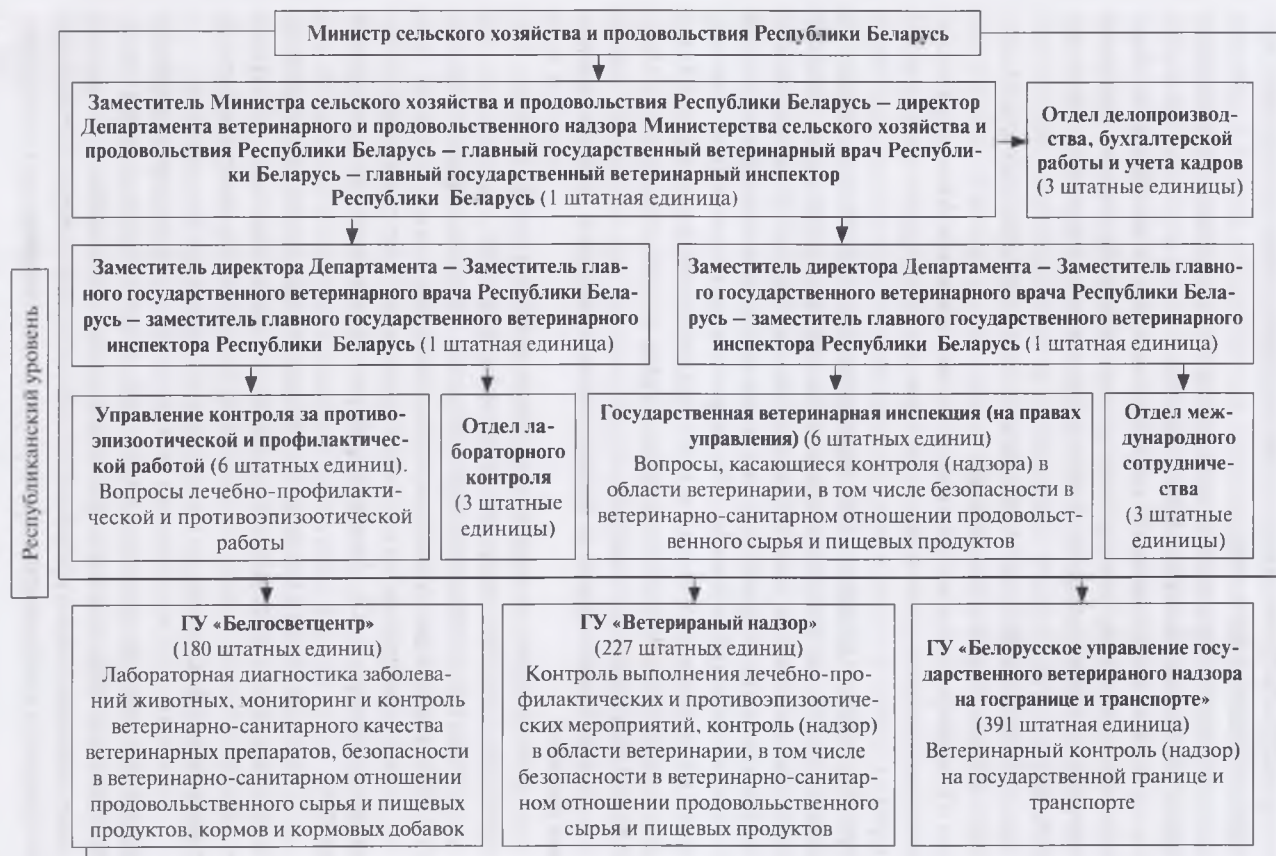 Министр сельского хозяйства и продовольствия Республики Беларусь
Заместитель Министра сельского хозяйства и продовольствия Республики Беларусь — директор
Департамента ветеринарного и продовольственного надзора Министерства сельского хозяйства и
продовольствия Республики Беларусь — главный государственный ветеринарный врач Республи-
ки Беларусь — главный государственный ветеринарный инспектор
Республики Беларусь (1 штатная единица)
Отдел делопроизвод-
ства, бухгалтерской
работы и учета кадров
(3 штатные единицы)
Республиканский уровень
Заместитель директора Департамента — Заместитель глав-
ного государственного ветеринарного врача Республики Бела-
русь — заместитель главного государственного ветеринарного
инспектора Республики Беларусь (1 штатная единица)
Заместитель директора Департамента — Заместитель главно-
го государственного ветеринарного врача Республики Бела-
русь — заместитель главного государственного ветеринарного
инспектора Республики Беларусь (1 штатная единица)
Управление контроля за противо-
эпизоотической и профилактичес-
кой работой (6 штатных единиц).
Вопросы лечебно-профилакти-
ческой и противоэпизоотической
работы
Отдел ла-
бораторного
контроля
(3 штатные
единицы)
Государственная ветеринарная инспекция (на правах
управления) (6 штатных единиц)
Вопросы, касающиеся контроля (надзора) в
области ветеринарии, в том числе безопасности в
ветеринарно-санитарном отношении продовольст-
венного сырья и пищевых продуктов
Отдел меж-
дународного
сотрудниче-
ства
(3 штатные
единицы)
ГУ «Белгосветцентр»
(180 штатных единиц)
Лабораторная диагностика заболева-
ний животных, мониторинг и контроль
ветеринарно-санитарного качества
ветеринарных препаратов, безопасности
в ветеринарно-санитарном отношении
продоволььственного сырья и пищевых
продуктов, кормов и кормовых добавок
ГУ «Ветерираный надзор»
(227 штатных единиц)
Контроль выполнения лечебно-про-
филактических и противоэпизоотиче-
ских мероприятий, контроль (надзор)
в области ветеринарии, в том числе
безопасности в ветеринарно-санитар-
ном отношении продоволььственного
сырья и пищевых продуктов
ГУ «Белорусское управление госу-
дарственного ветерираного надзора
на госгранице и транспорте»
(391 штатная единица)
Ветеринарный контроль (надзор)
на государственной границе и
транспорте